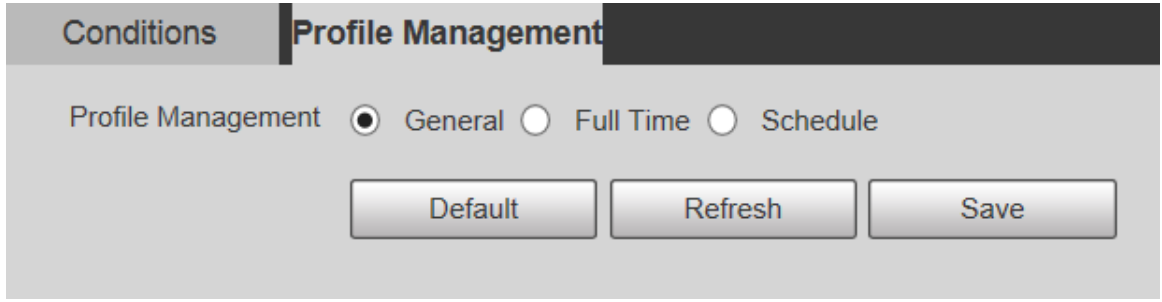 Conditions Profile Management
Profile Management General Full Time Schedule
Default Refresh Save